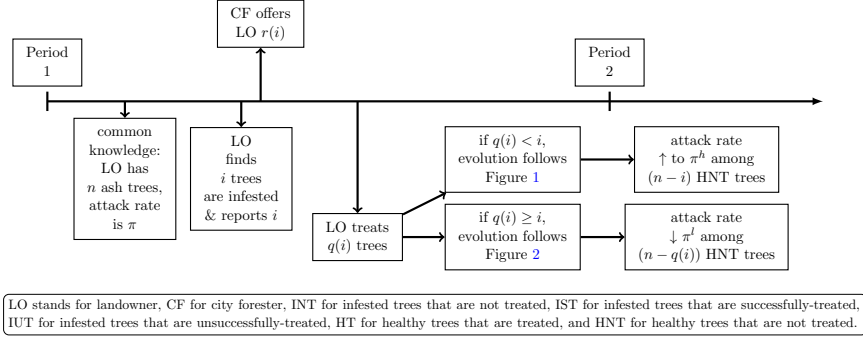 CF offers
LO r(i)
Period
1
Period
2
common
knowledge:
LO has
n ash trees,
attack rate
is π
LO
finds
i trees
are infested
& reports i
LO treats
q(i) trees
if q(i) < i,
evolution follows
Figure 1
attack rate
↑ to π^h among
(n − i) HNT trees
if q(i) ≥ i,
evolution follows
Figure 2
attack rate
↓ π^l among
(n − q(i)) HNT trees
LO stands for landowner, CF for city forester, INT for infested trees that are not treated, IST for infested trees that are successfully-treated,
IUT for infested trees that are unsuccessfully-treated, HT for healthy trees that are treated, and HNT for healthy trees that are not treated.